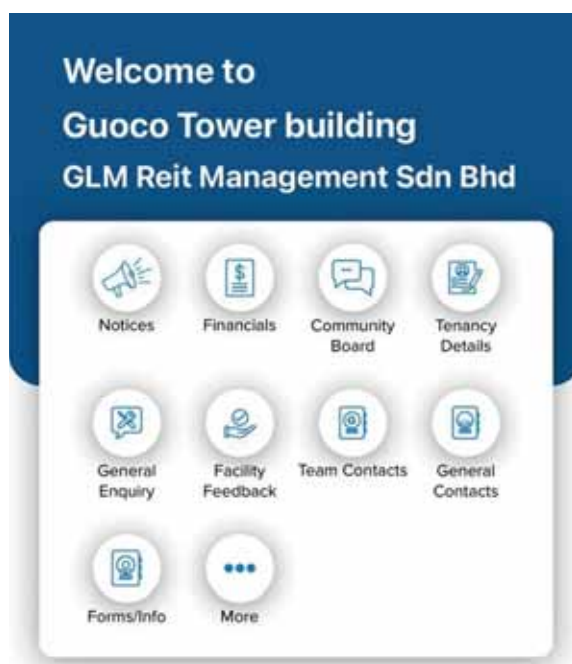 Welcome to
Guoco Tower building
GLM Reit Management Sdn Bhd
Notices
Financials
Community
Board
Tenancy
Details
General
Enquiry
Facility
Feedback
Team Contacts
General
Contacts
Forms/Info
More